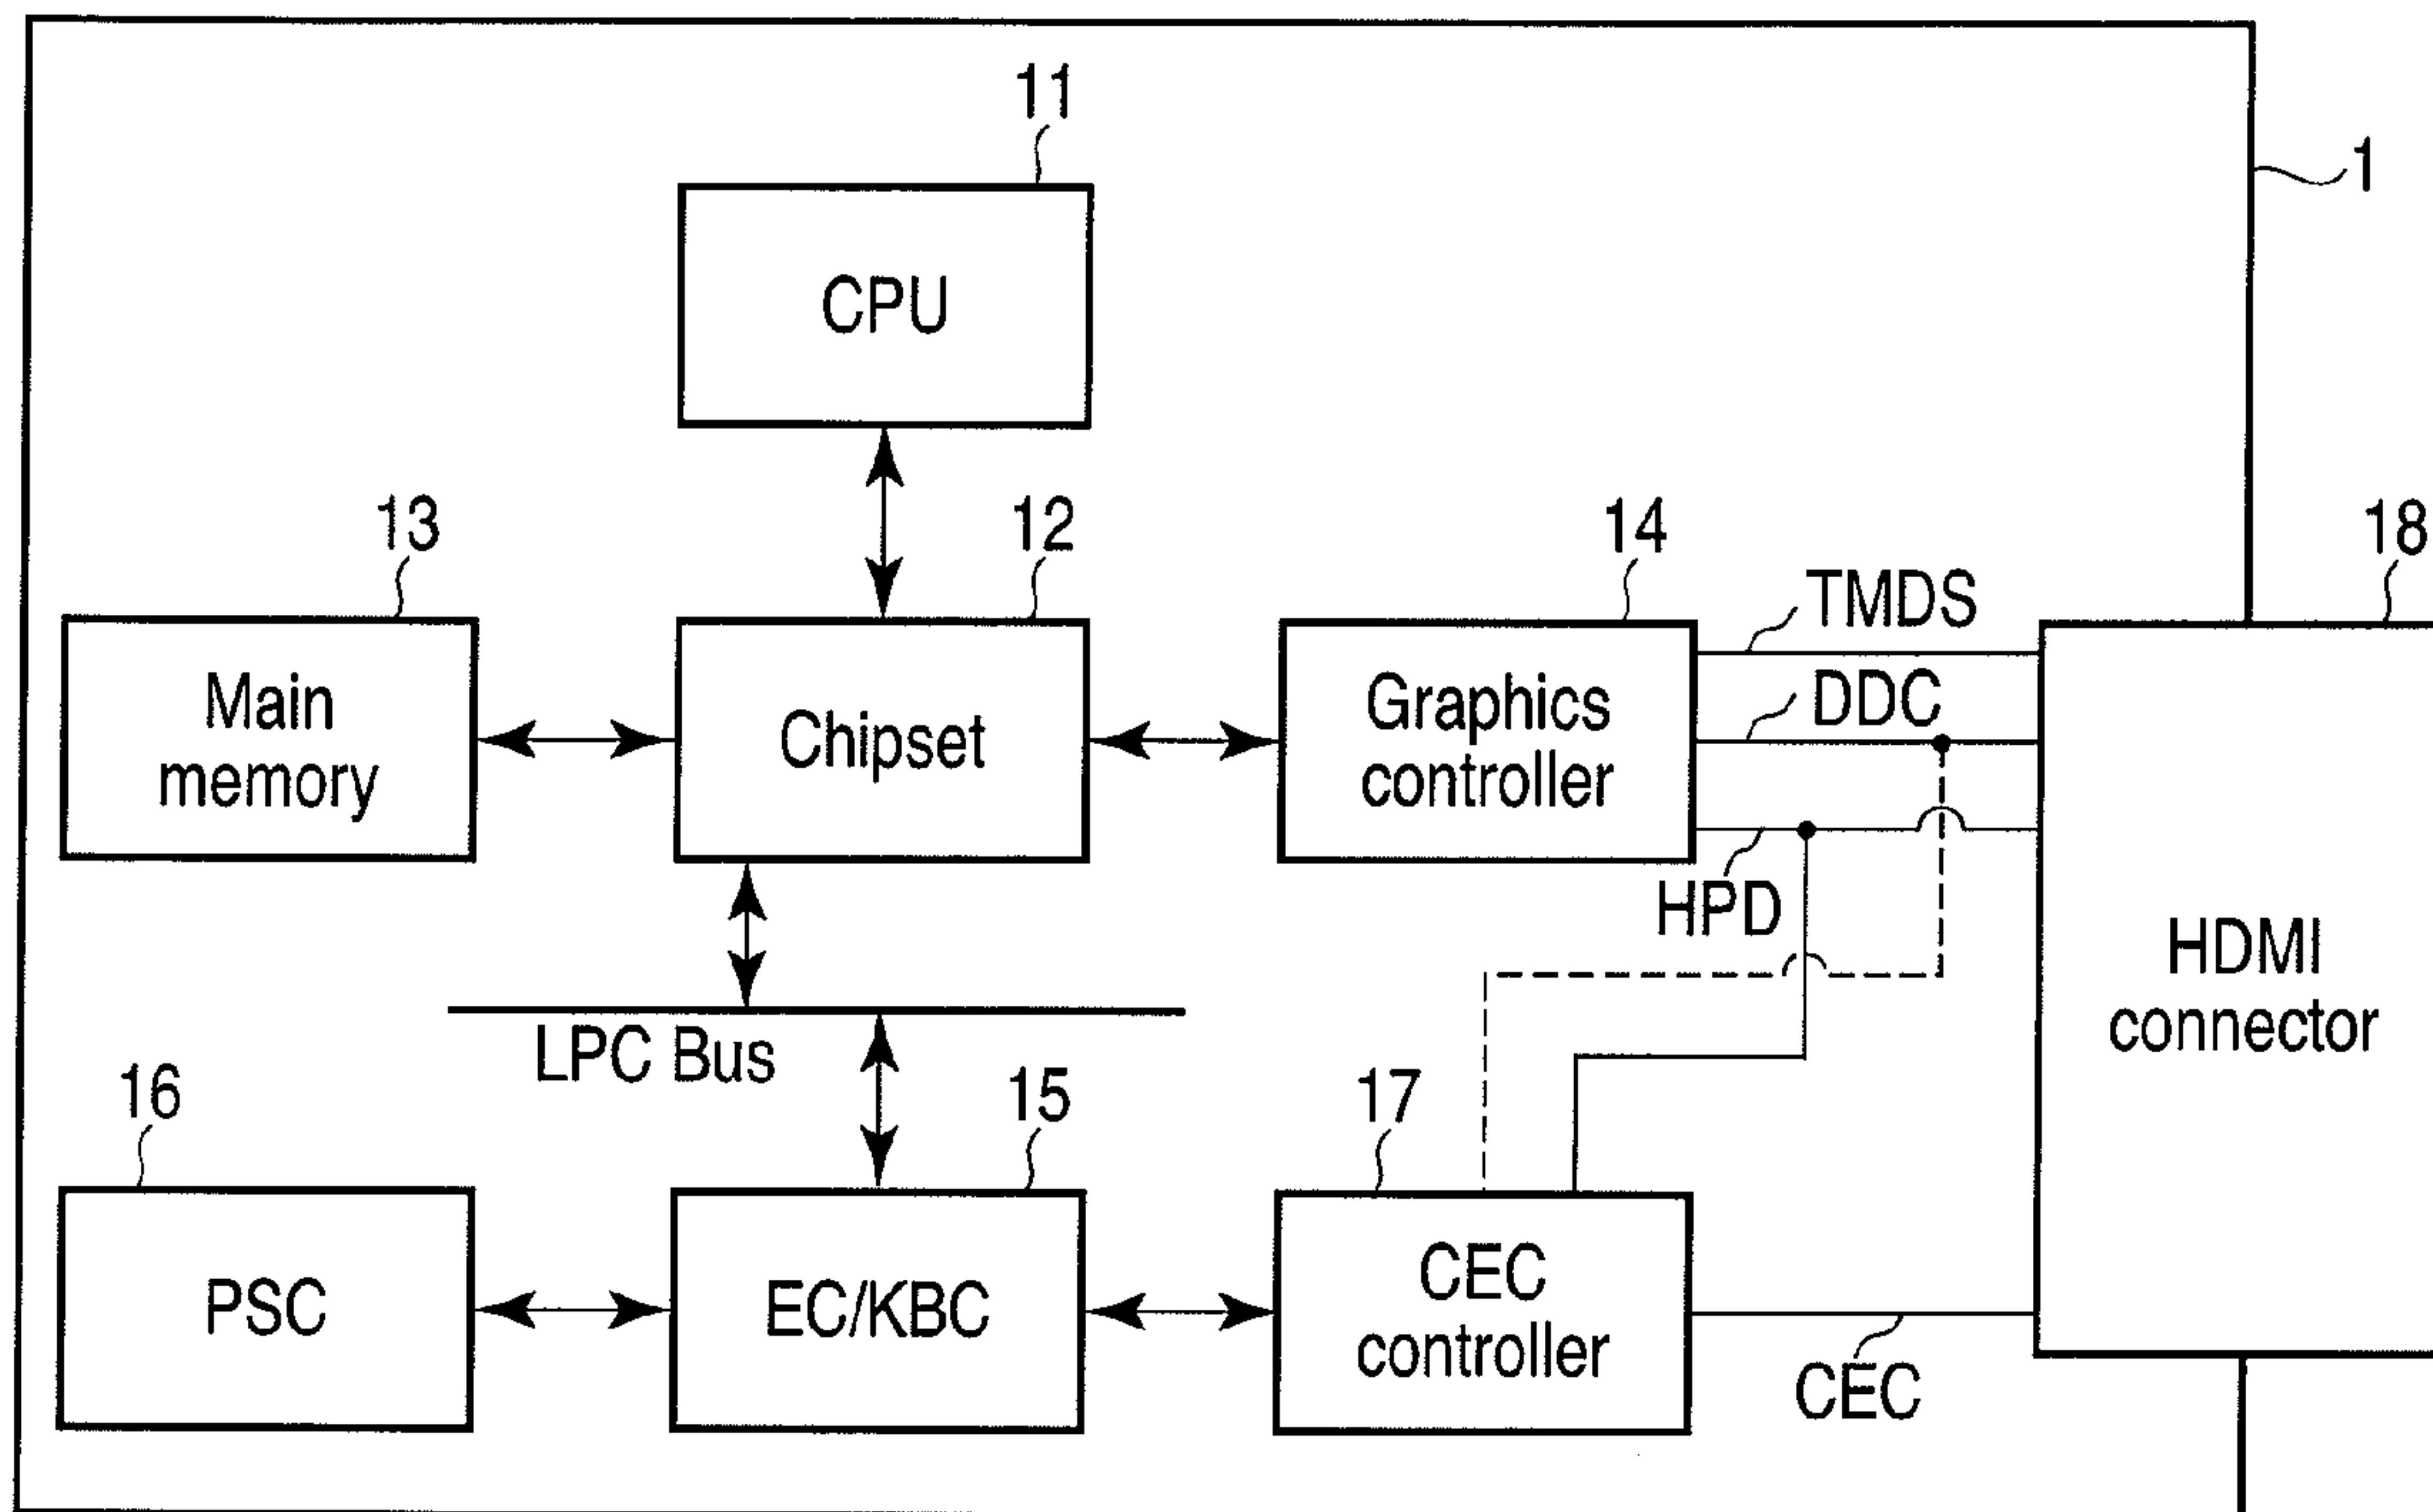 11
CPU
1
13
12
14
18
TMDS
Main
memory
Chipset
Graphics
controller
DDC
HPD
HDMI
connector
LPC Bus
16
15
17
PSC
EC/KBC
CEC
controller
CEC